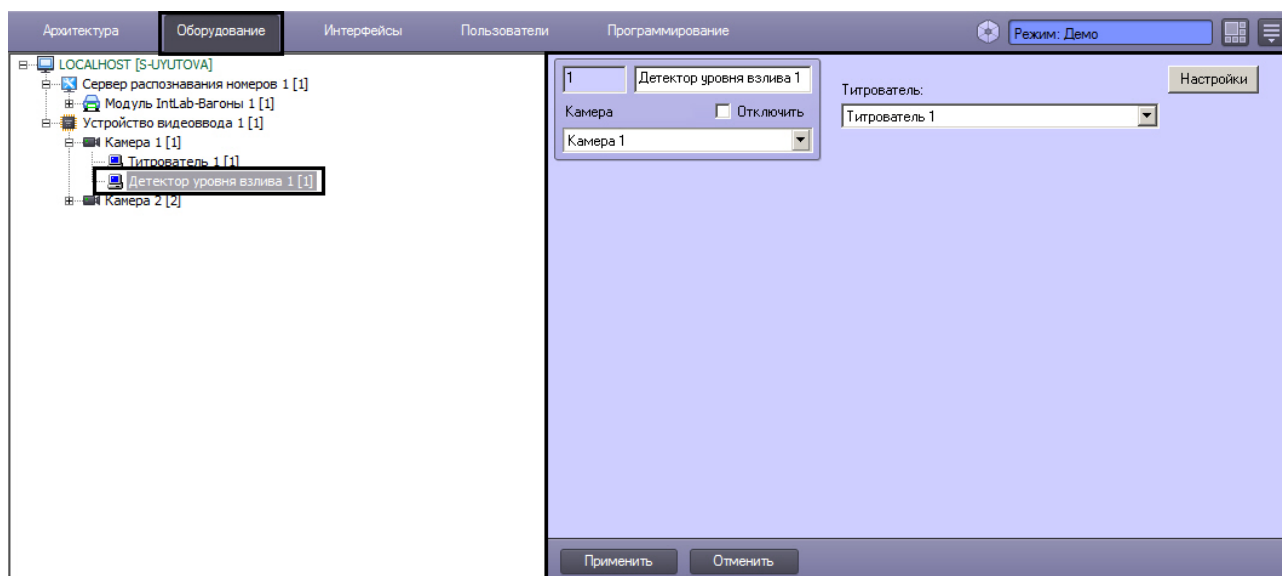 Архитектура Оборудование Интерфейсы Пользователи Программирование Режим: Демо
LOCALHOST [S-UYUTOVA]
Сервер распознавания номеров 1 [1]
Модуль IntLab-Вагоны 1 [1]
Устройство видеоввода 1 [1]
Камера 1 [1]
Титрователь 1 [1]
Детектор уровня взлива 1 [1]
Камера 2 [2]
1 Детектор уровня взлива 1
Камера Отключить
Камера 1
Титрователь:
Титрователь 1
Настройки
Применить Отменить